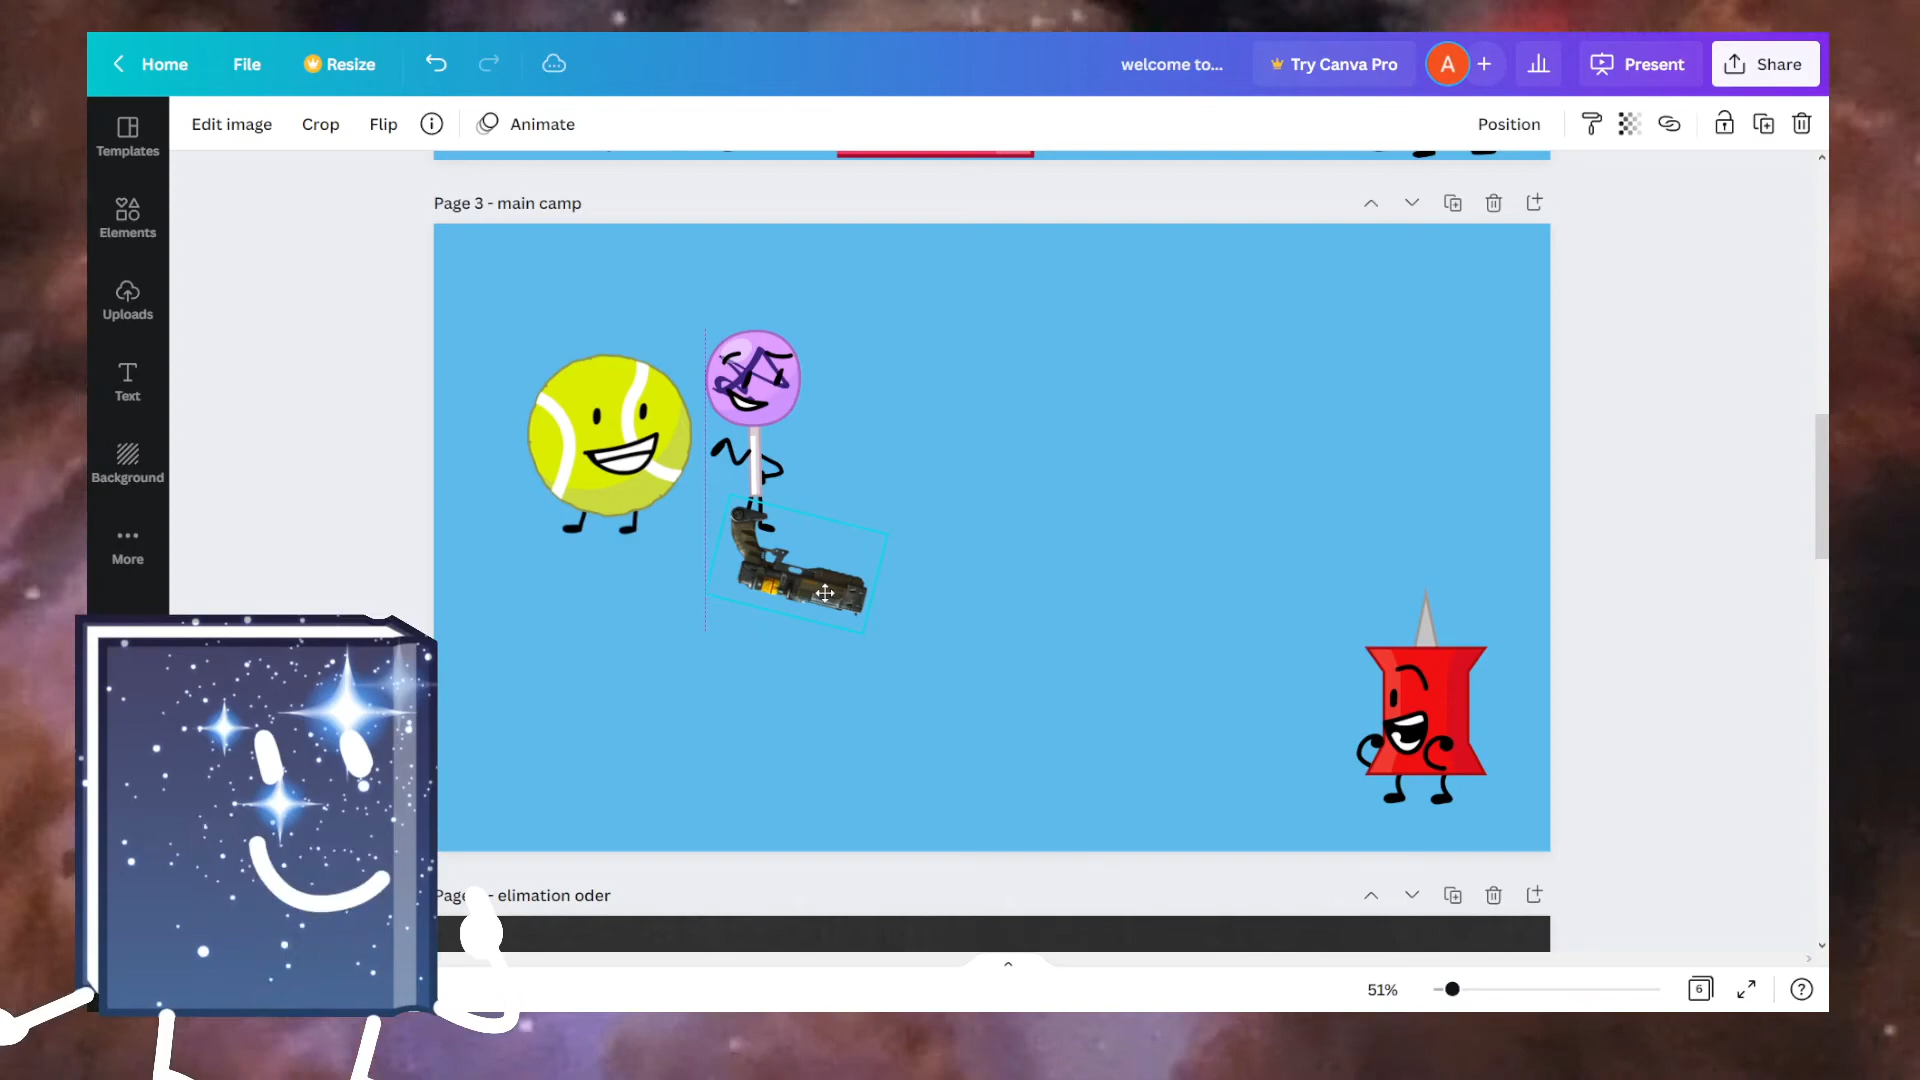 Home File Resize welcome to... Try Canva Pro A Present Share
Edit image Crop Flip Animate Position
Templates
Elements
Uploads
Text
Background
More
Page 3 - main camp
Page - elimation oder
51% 6 ?